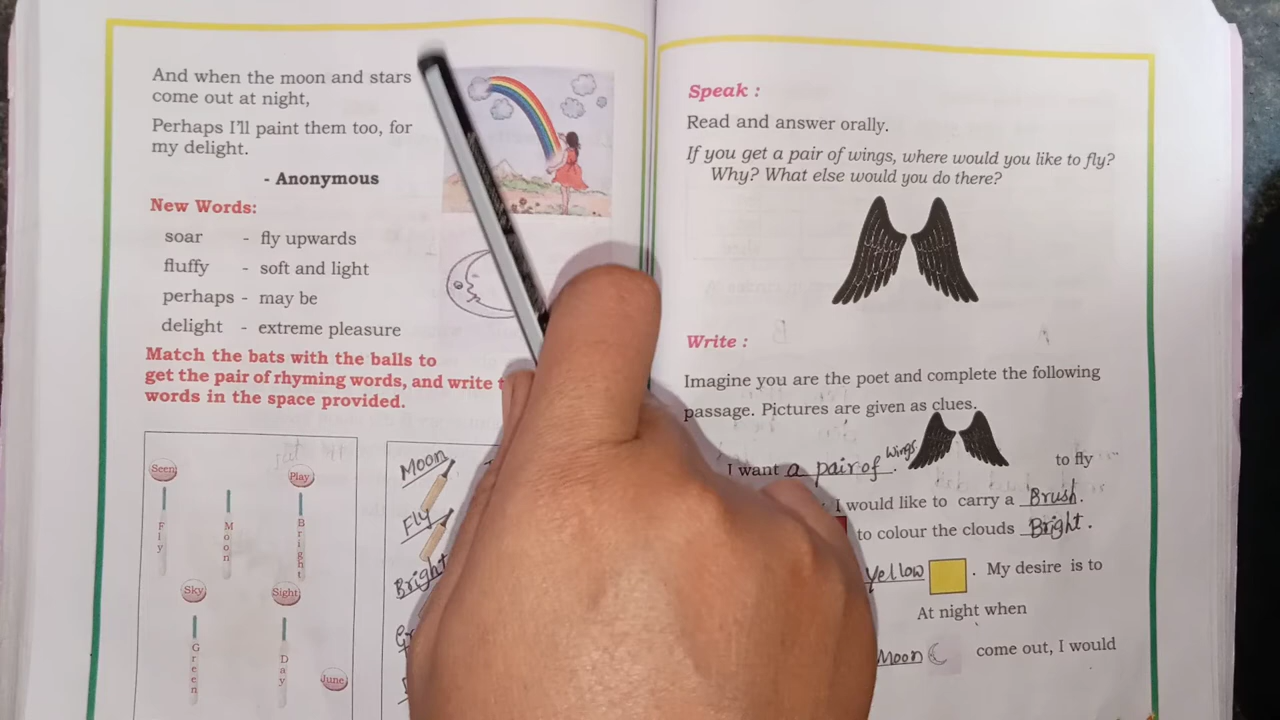 And when the moon and stars
come out at night,
Perhaps I'll paint them too, for
my delight.
- Anonymous
New Words:
soar - fly upwards
fluffy - soft and light
perhaps - may be
delight - extreme pleasure
Match the bats with the balls to
get the pair of rhyming words, and write
words in the space provided.
Seen
Play
Fly
Moon
Bright
Sky
Sight
Green
Day
June
Moon
Fly
Bright
Speak :
Read and answer orally.
If you get a pair of wings, where would you like to fly?
Why? What else would you do there?
Write :
Imagine you are the poet and complete the following
passage. Pictures are given as clues.
I want a pair of wings. to fly
I would like to carry a Brush.
to colour the clouds Bright.
yellow . My desire is to
At night when
Moon come out, I would